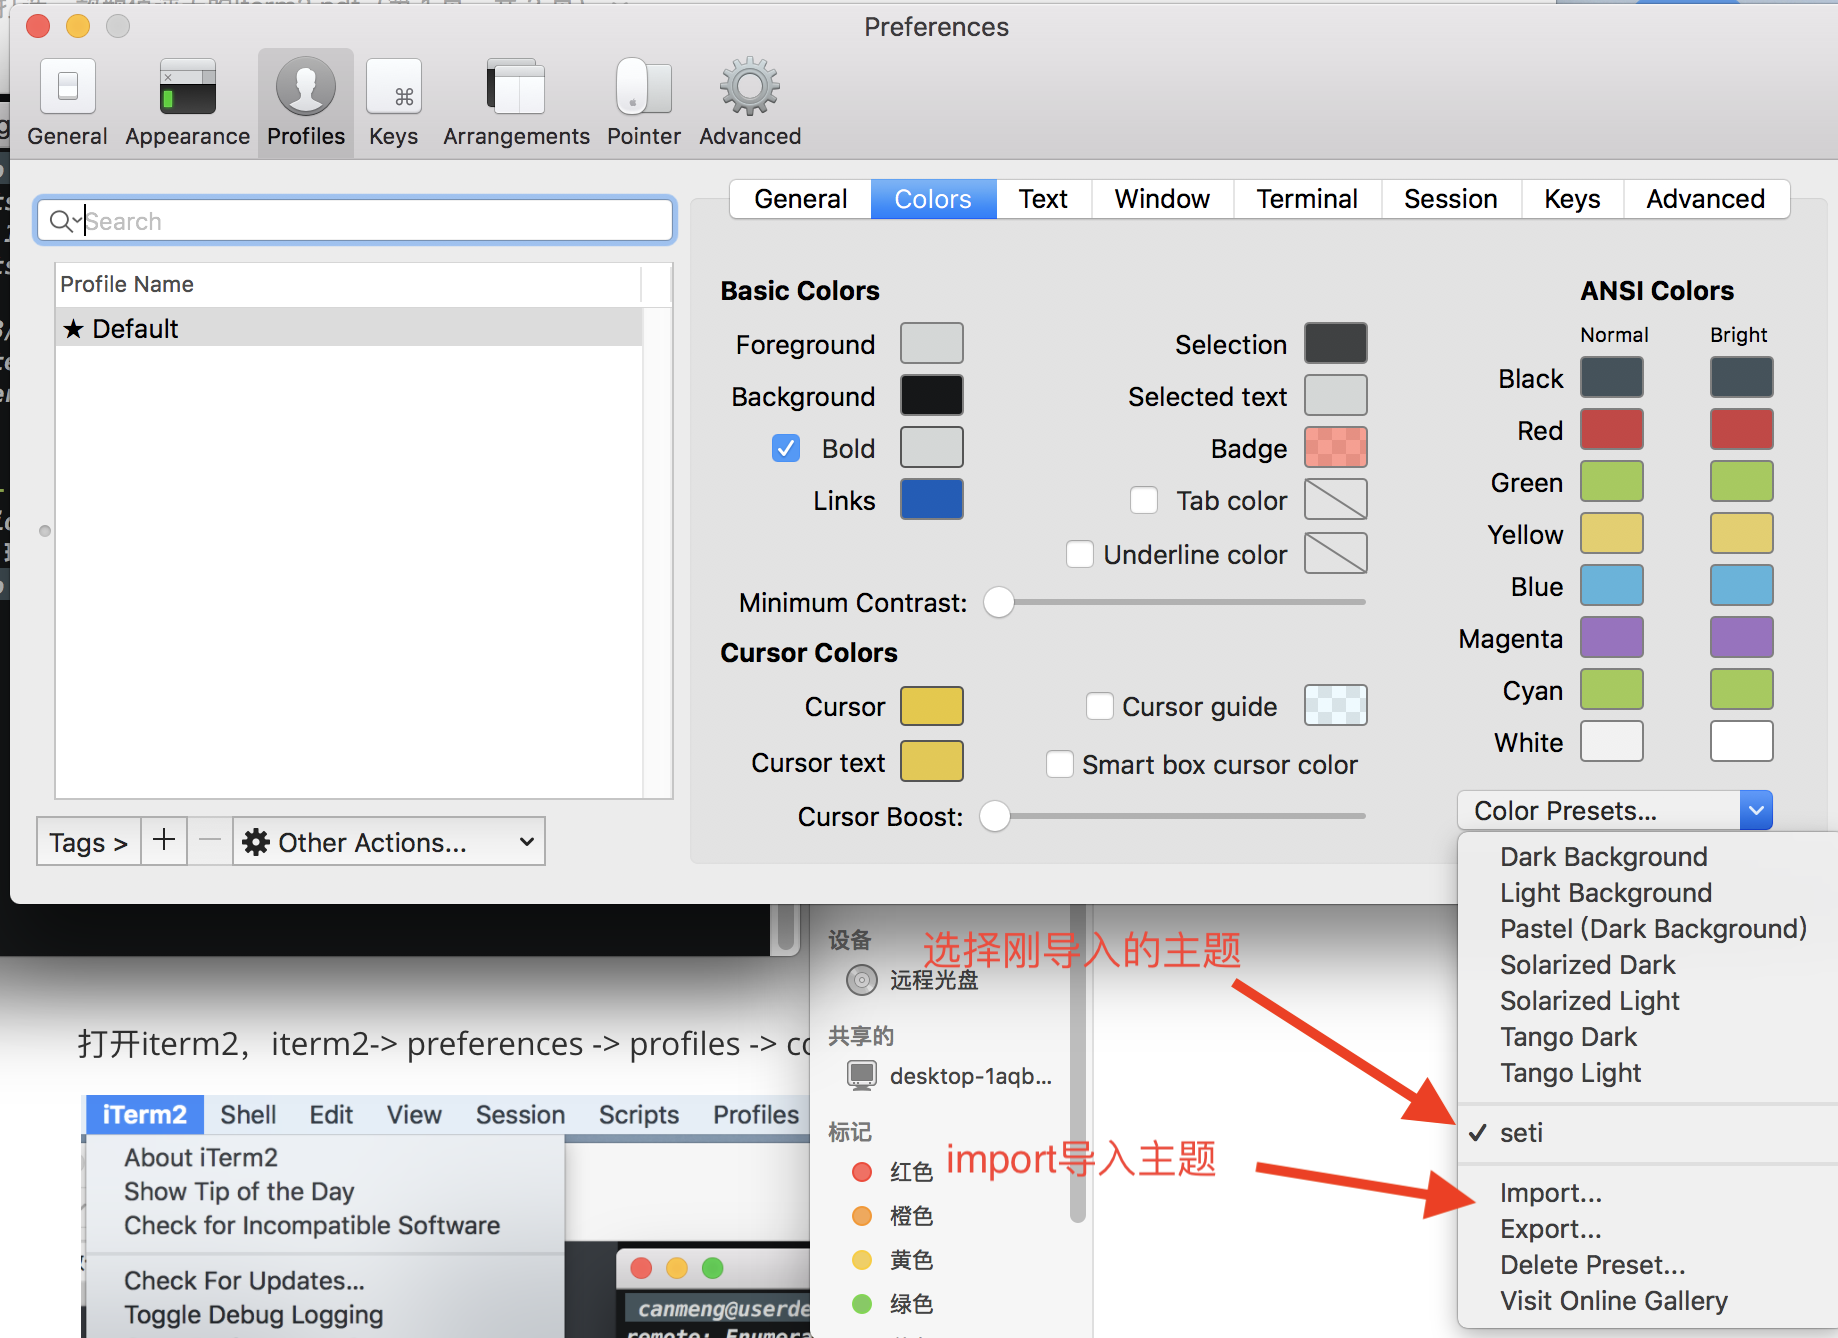 Preferences
General
Appearance
Profiles
Keys
Arrangements
Pointer
Advanced
Search
Profile Name
★ Default
Tags >
Other Actions...
General
Colors
Text
Window
Terminal
Session
Keys
Advanced
Basic Colors
Foreground
Background
Bold
Links
Selection
Selected text
Badge
Tab color
Underline color
Minimum Contrast:
Cursor Colors
Cursor
Cursor text
Cursor guide
Smart box cursor color
Cursor Boost:
ANSI Colors
Normal Bright
Black
Red
Green
Yellow
Blue
Magenta
Cyan
White
Color Presets...
Dark Background
Light Background
Pastel (Dark Background)
Solarized Dark
Solarized Light
Tango Dark
Tango Light
✓ seti
Import...
Export...
Delete Preset...
Visit Online Gallery
选择刚导入的主题
import导入主题
设备
远程光盘
共享的
desktop-1aqb...
标记
红色
橙色
黄色
绿色
打开iterm2，iterm2-> preferences -> profiles -> co
iTerm2 Shell Edit View Session Scripts Profiles
About iTerm2
Show Tip of the Day
Check for Incompatible Software
Check For Updates...
Toggle Debug Logging
canmeng@userde
remote: Enumera